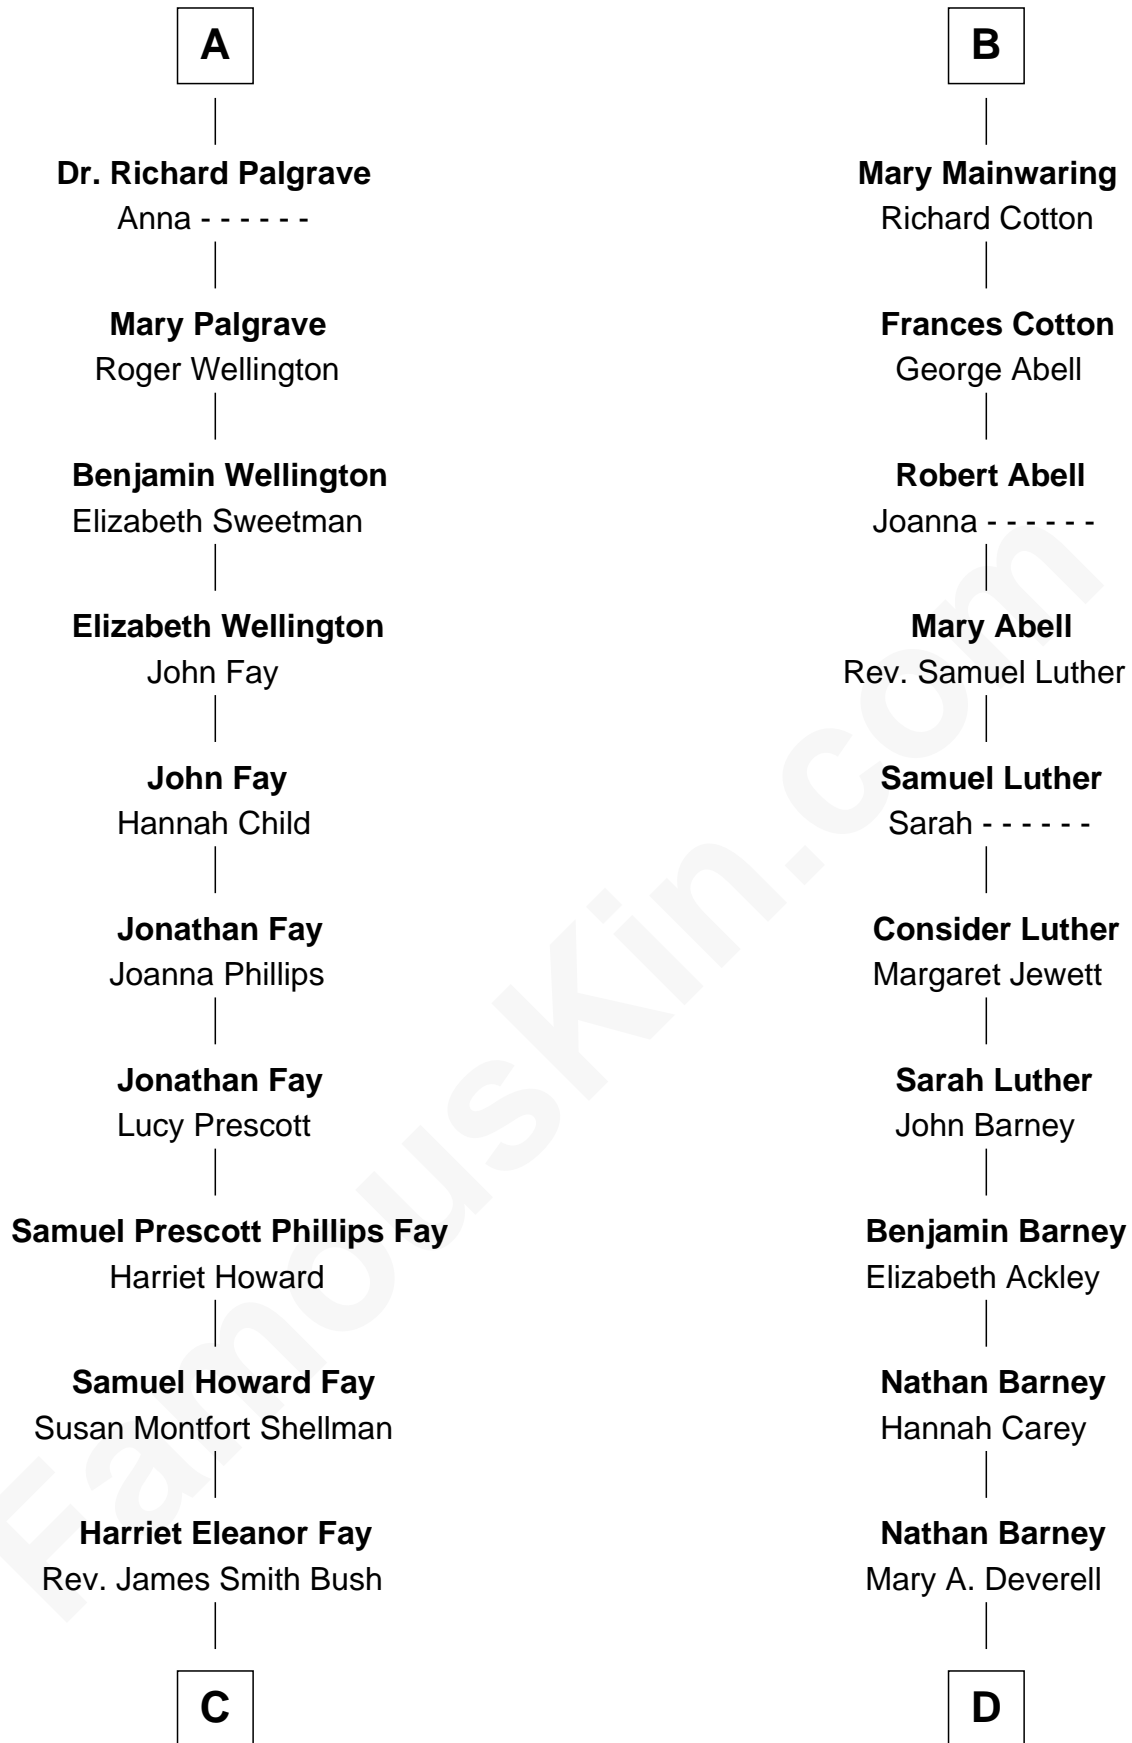 A
Dr. Richard Palgrave
Anna - - - - - -
Mary Palgrave
Roger Wellington
Benjamin Wellington
Elizabeth Sweetman
Elizabeth Wellington
John Fay
John Fay
Hannah Child
Jonathan Fay
Joanna Phillips
Jonathan Fay
Lucy Prescott
Samuel Prescott Phillips Fay
Harriet Howard
Samuel Howard Fay
Susan Montfort Shellman
Harriet Eleanor Fay
Rev. James Smith Bush
C
B
Mary Mainwaring
Richard Cotton
Frances Cotton
George Abell
Robert Abell
Joanna - - - - - -
Mary Abell
Rev. Samuel Luther
Samuel Luther
Sarah - - - - - -
Consider Luther
Margaret Jewett
Sarah Luther
John Barney
Benjamin Barney
Elizabeth Ackley
Nathan Barney
Hannah Carey
Nathan Barney
Mary A. Deverell
D
FamousKin.com